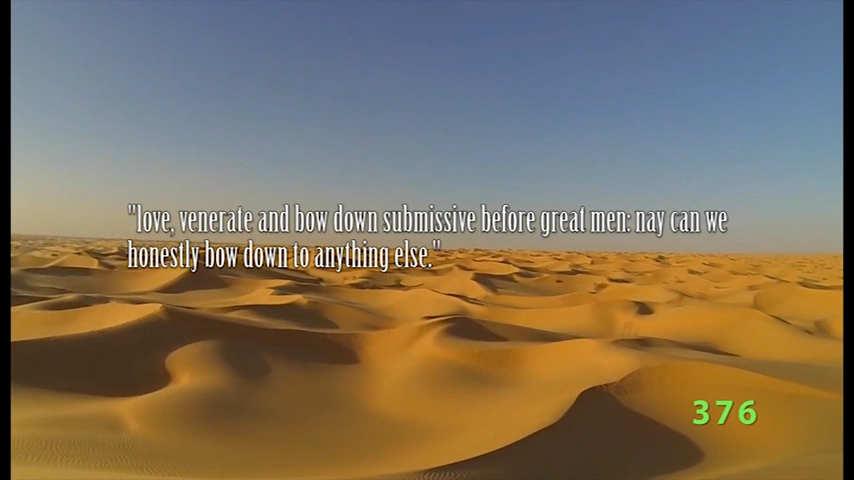 "love, venerate and bow down submissive before great men: nay can we
honestly bow down to anything else."
376